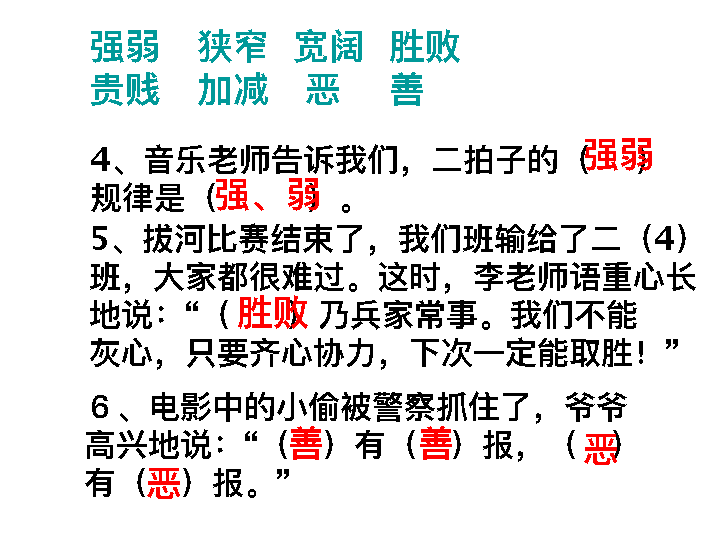 强弱 狭窄 宽阔 胜败
贵贱 加减 恶 善
4、音乐老师告诉我们，二拍子的（强弱）
规律是（强、弱）。
5、拔河比赛结束了，我们班输给了二（4）
班，大家都很难过。这时，李老师语重心长
地说：“（胜败）乃兵家常事。我们不能
灰心，只要齐心协力，下次一定能取胜！”
6、电影中的小偷被警察抓住了，爷爷
高兴地说：“（善）有（善）报，（恶）
有（恶）报。”